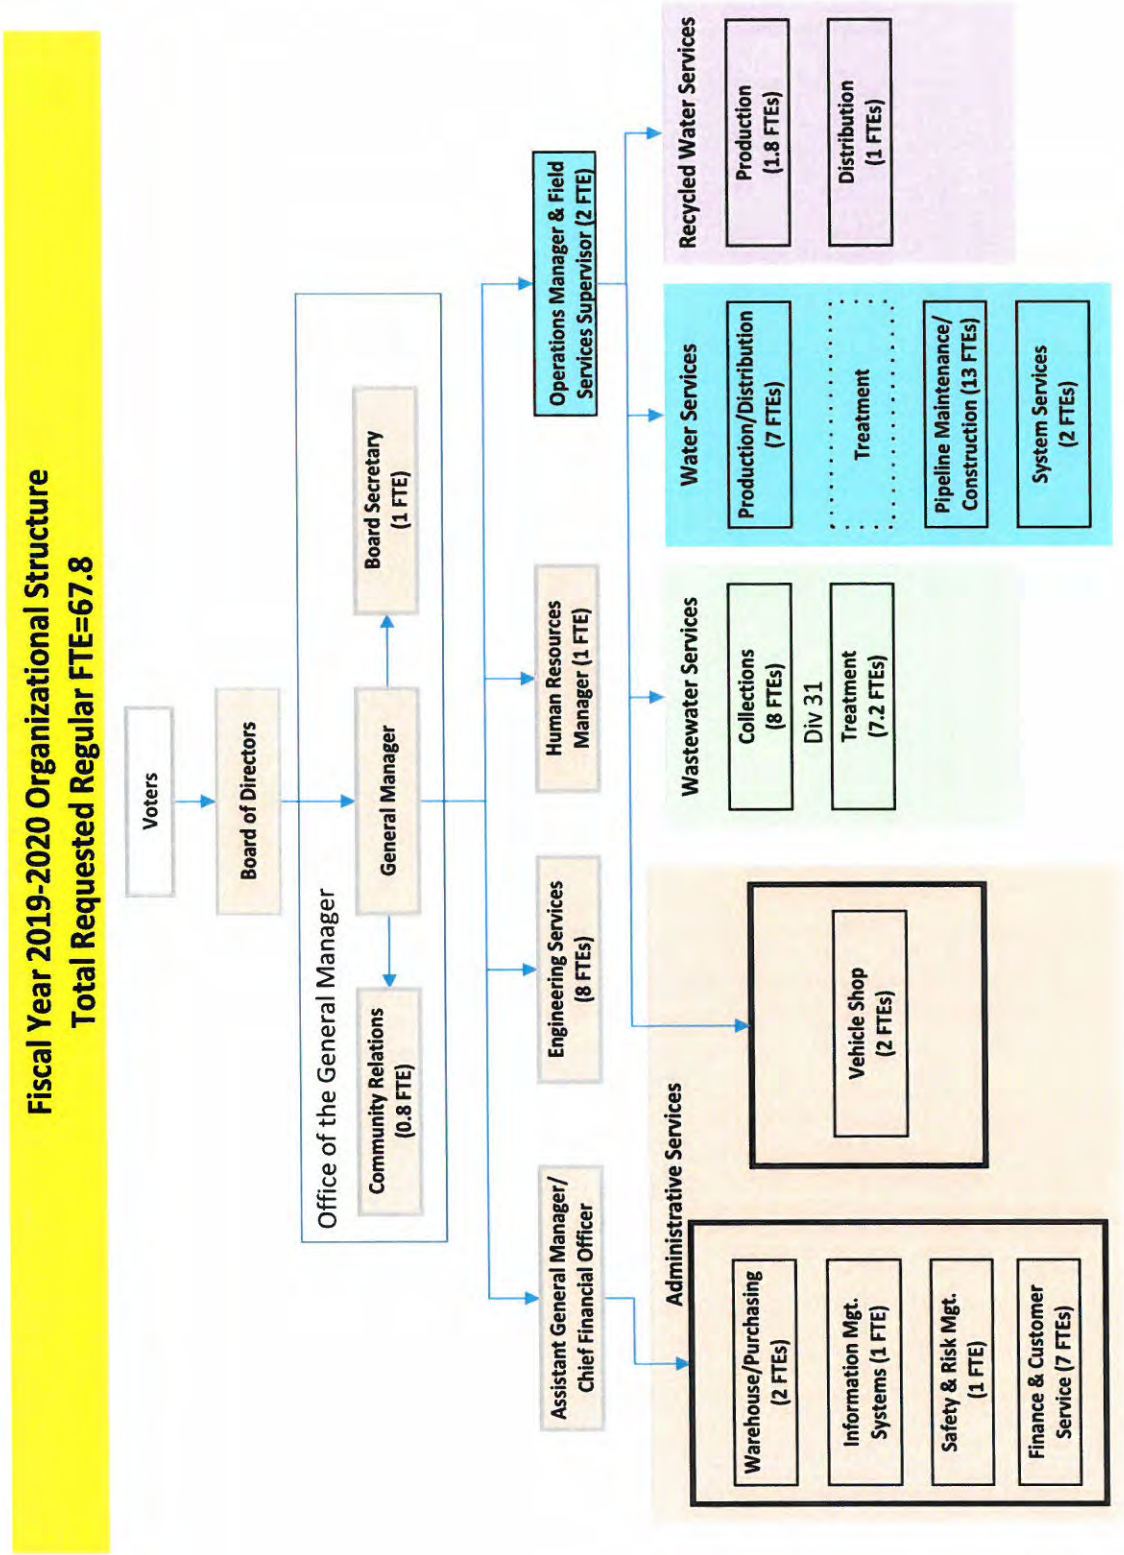 Fiscal Year 2019-2020 Organizational Structure
Total Requested Regular FTE=67.8
Voters
Board of Directors
Office of the General Manager
Community Relations
(0.8 FTE)
General Manager
Board Secretary
(1 FTE)
Assistant General Manager/
Chief Financial Officer
Engineering Services
(8 FTEs)
Human Resources
Manager (1 FTE)
Operations Manager & Field
Services Supervisor (2 FTE)
Administrative Services
Warehouse/Purchasing
(2 FTEs)
Information Mgt.
Systems (1 FTE)
Safety & Risk Mgt.
(1 FTE)
Finance & Customer
Service (7 FTEs)
Vehicle Shop
(2 FTEs)
Wastewater Services
Collections
(8 FTEs)
Div 31
Treatment
(7.2 FTEs)
Water Services
Production/Distribution
(7 FTEs)
Treatment
Pipeline Maintenance/
Construction (13 FTEs)
System Services
(2 FTEs)
Recycled Water Services
Production
(1.8 FTEs)
Distribution
(1 FTEs)